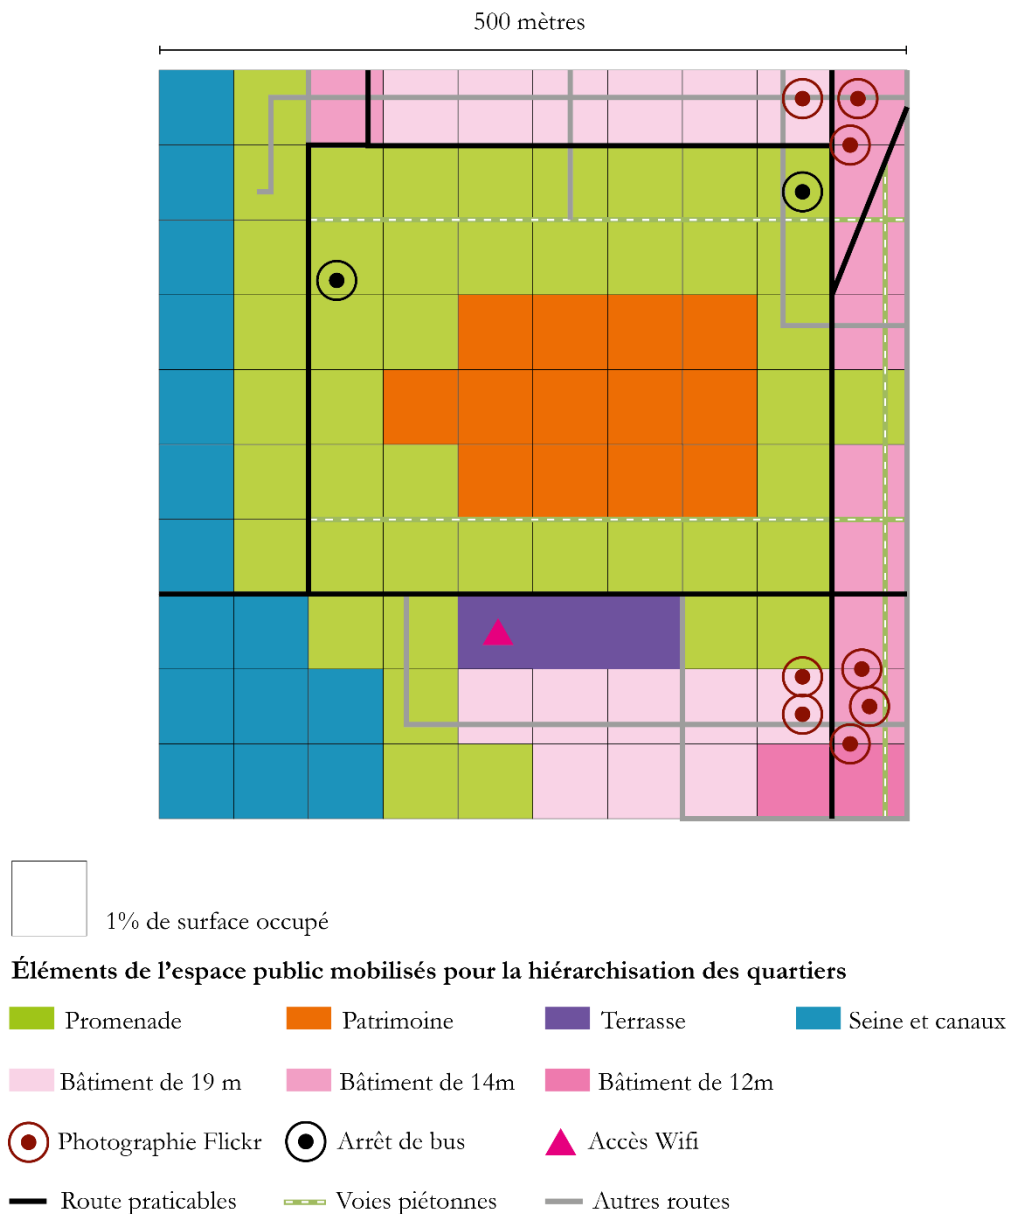 500 mètres
1% de surface occupé
Éléments de l’espace public mobilisés pour la hiérarchisation des quartiers
Promenade Patrimoine Terrasse Seine et canaux
Bâtiment de 19 m Bâtiment de 14m Bâtiment de 12m
Photographie Flickr Arrêt de bus Accès Wifi
Route praticables Voies piétonnes Autres routes